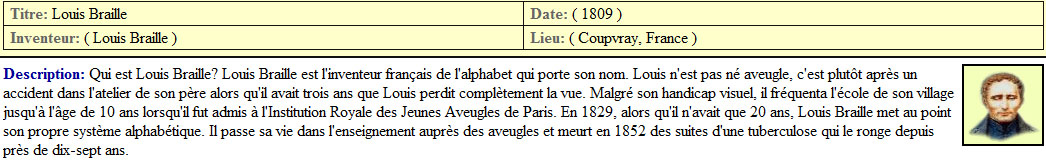 Titre: Louis Braille
Date: ( 1809 )
Inventeur: ( Louis Braille )
Lieu: ( Coupvray, France )
Description: Qui est Louis Braille? Louis Braille est l'inventeur français de l'alphabet qui porte son nom. Louis n'est pas né aveugle, c'est plutôt après un
accident dans l'atelier de son père alors qu'il avait trois ans que Louis perdit complètement la vue. Malgré son handicap visuel, il fréquenta l'école de son village
jusqu'à l'âge de 10 ans lorsqu'il fut admis à l'Institution Royale des Jeunes Aveugles de Paris. En 1829, alors qu'il n'avait que 20 ans, Louis Braille met au point
son propre système alphabétique. Il passe sa vie dans l'enseignement auprès des aveugles et meurt en 1852 des suites d'une tuberculose qui le ronge depuis
près de dix-sept ans.